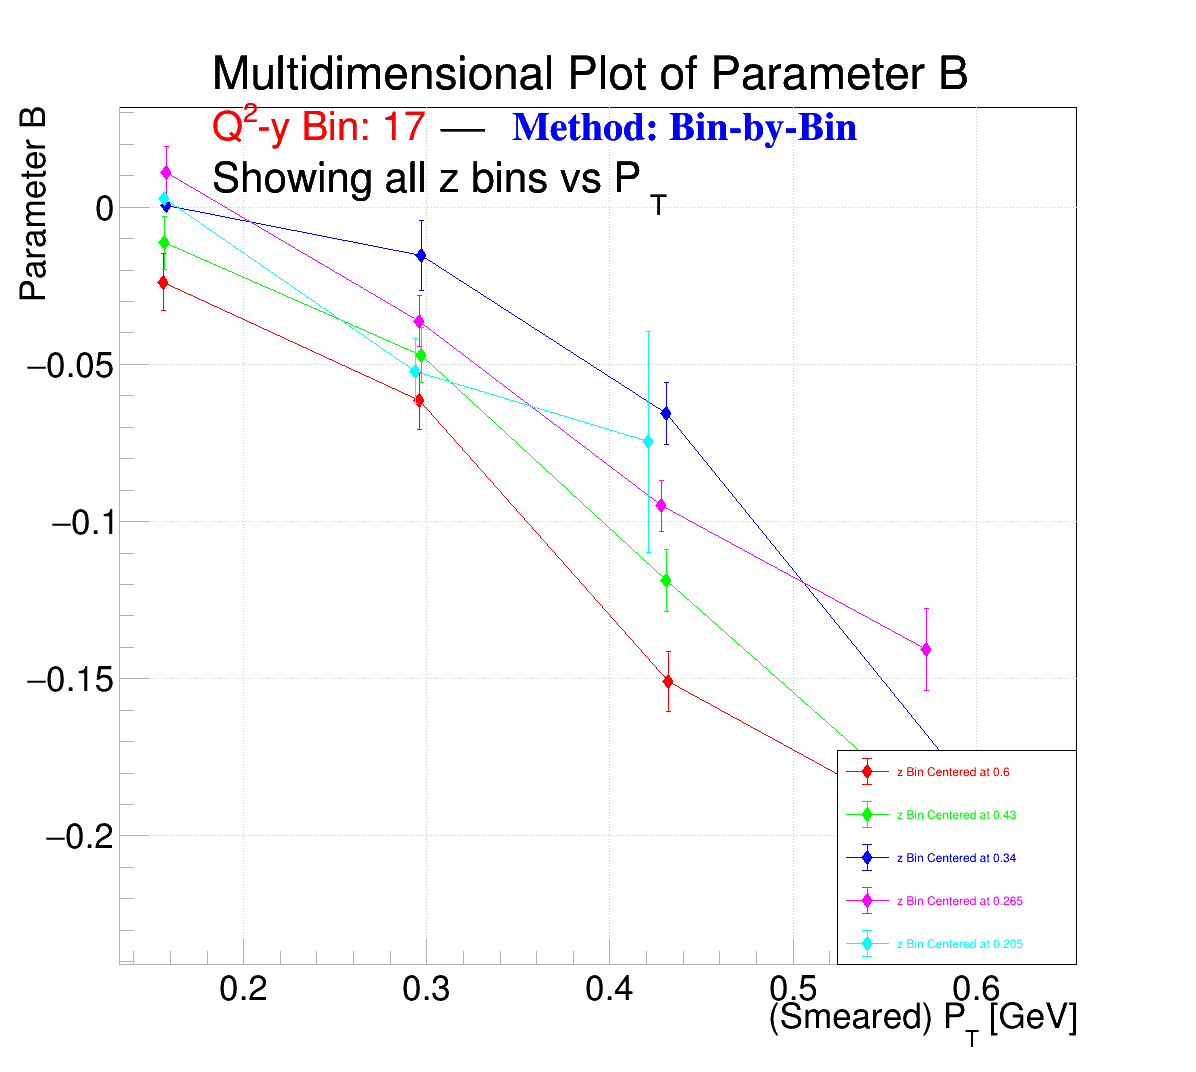 Multidimensional Plot of Parameter B
Q²-y Bin: 17 — Method: Bin-by-Bin
Showing all z bins vs P_T
Parameter B
0
−0.05
−0.1
−0.15
−0.2
z Bin Centered at 0.6
z Bin Centered at 0.43
z Bin Centered at 0.34
z Bin Centered at 0.265
z Bin Centered at 0.205
0.2 0.3 0.4 0.5 0.6
(Smeared) P_T [GeV]